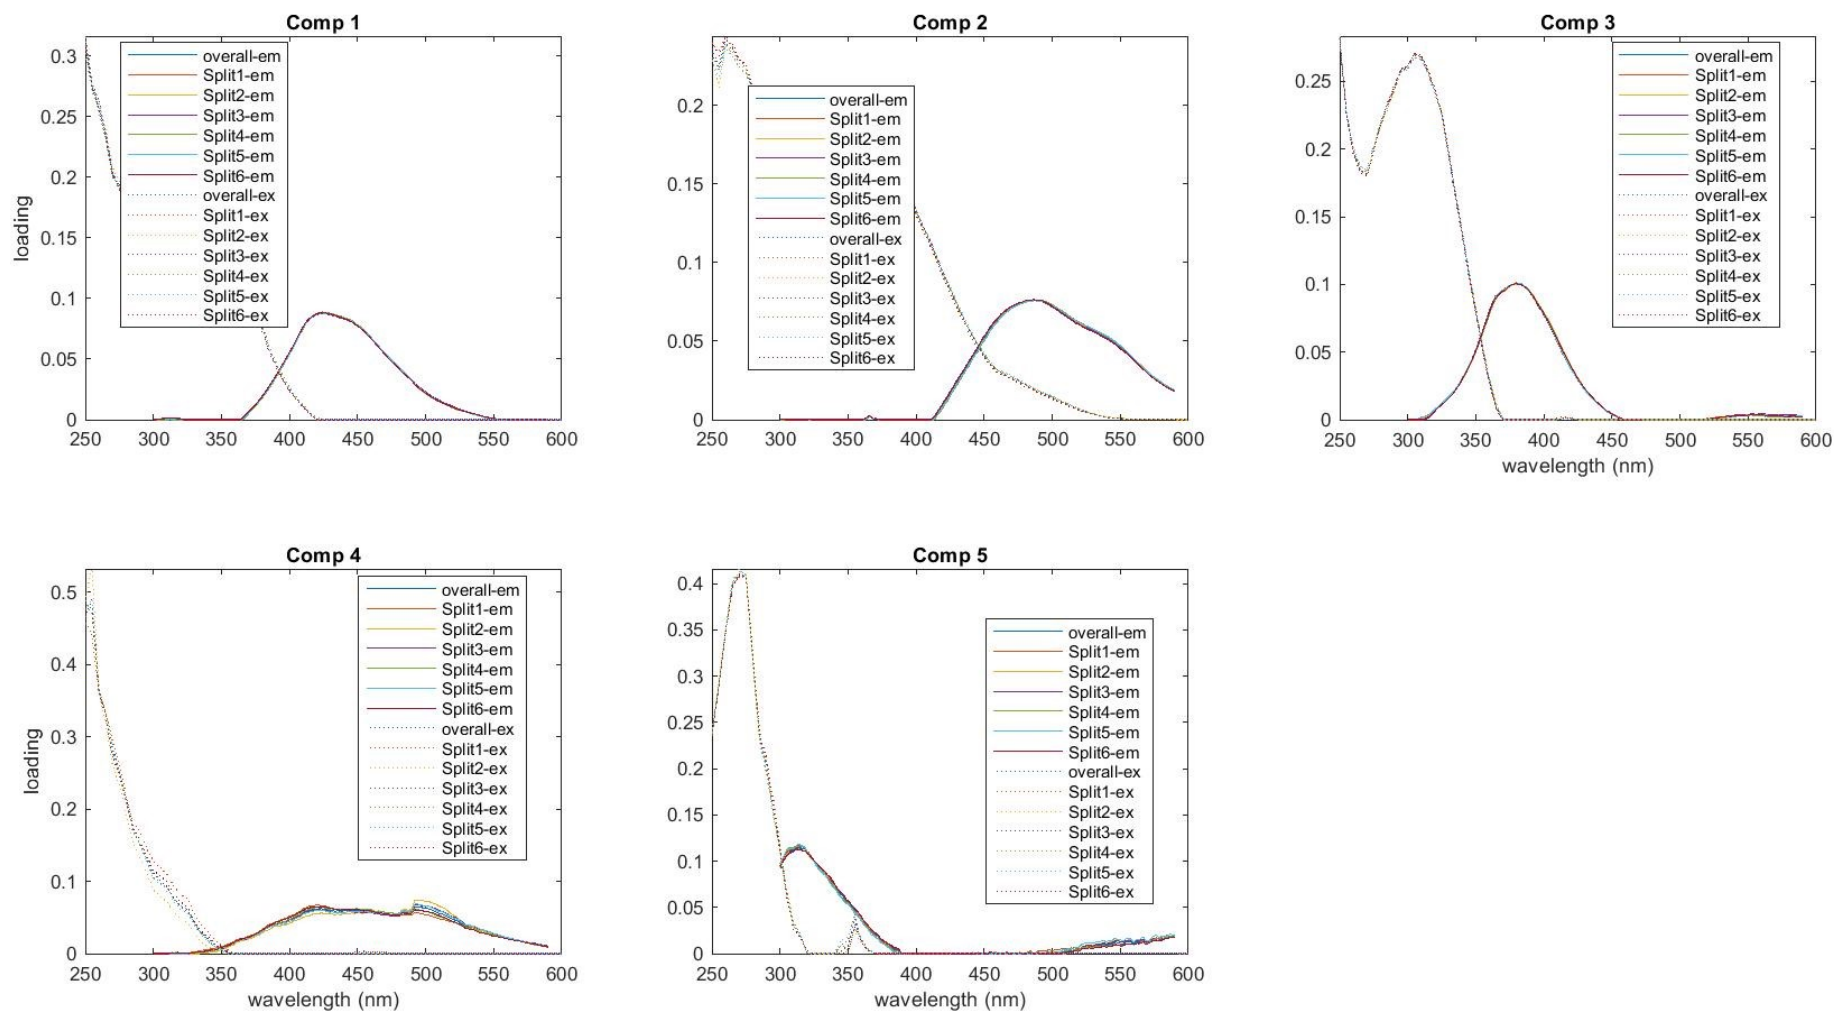 Comp 1
0.3
0.25
0.2
0.15
0.1
0.05
0
loading
overall-em
Split1-em
Split2-em
Split3-em
Split4-em
Split5-em
Split6-em
overall-ex
Split1-ex
Split2-ex
Split3-ex
Split4-ex
Split5-ex
Split6-ex
250 300 350 400 450 500 550 600
Comp 2
0.2
0.15
0.1
0.05
0
overall-em
Split1-em
Split2-em
Split3-em
Split4-em
Split5-em
Split6-em
overall-ex
Split1-ex
Split2-ex
Split3-ex
Split4-ex
Split5-ex
Split6-ex
250 300 350 400 450 500 550 600
Comp 3
0.25
0.2
0.15
0.1
0.05
0
overall-em
Split1-em
Split2-em
Split3-em
Split4-em
Split5-em
Split6-em
overall-ex
Split1-ex
Split2-ex
Split3-ex
Split4-ex
Split5-ex
Split6-ex
250 300 350 400 450 500 550 600
wavelength (nm)
Comp 4
0.5
0.4
0.3
0.2
0.1
0
loading
overall-em
Split1-em
Split2-em
Split3-em
Split4-em
Split5-em
Split6-em
overall-ex
Split1-ex
Split2-ex
Split3-ex
Split4-ex
Split5-ex
Split6-ex
250 300 350 400 450 500 550 600
wavelength (nm)
Comp 5
0.4
0.35
0.3
0.25
0.2
0.15
0.1
0.05
0
overall-em
Split1-em
Split2-em
Split3-em
Split4-em
Split5-em
Split6-em
overall-ex
Split1-ex
Split2-ex
Split3-ex
Split4-ex
Split5-ex
Split6-ex
250 300 350 400 450 500 550 600
wavelength (nm)